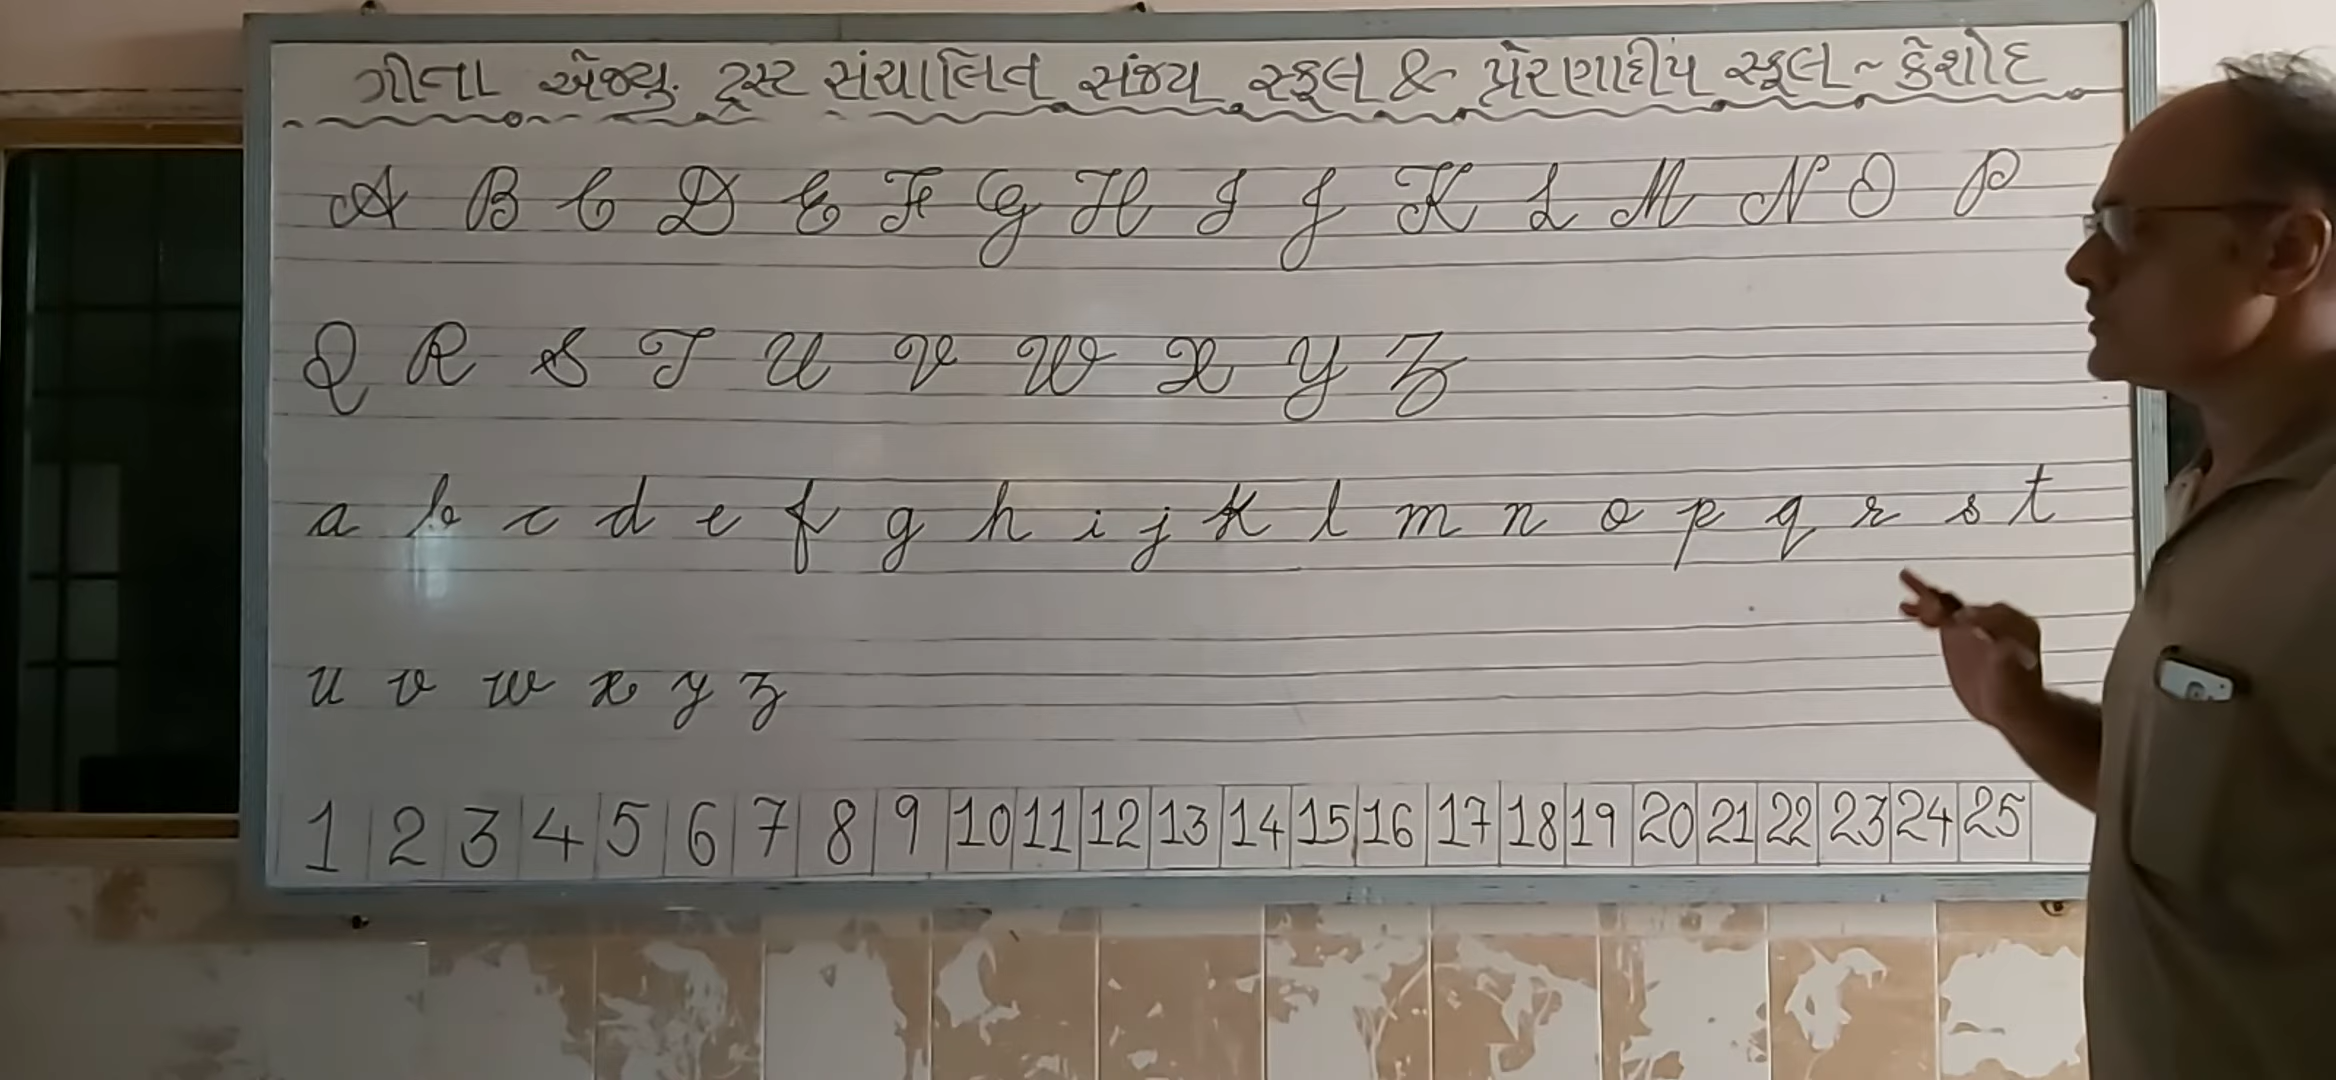 ગીતા એજ્યુ. ટ્રસ્ટ સંચાલિત સંજય સ્કૂલ & પ્રેરણાદીપ સ્કૂલ ~ કેશોદ
A B C D E F G H I J K L M N O P
Q R S T U V W X Y Z
a b c d e f g h i j k l m n o p q r s t
u v w x y z
1 2 3 4 5 6 7 8 9 10 11 12 13 14 15 16 17 18 19 20 21 22 23 24 25